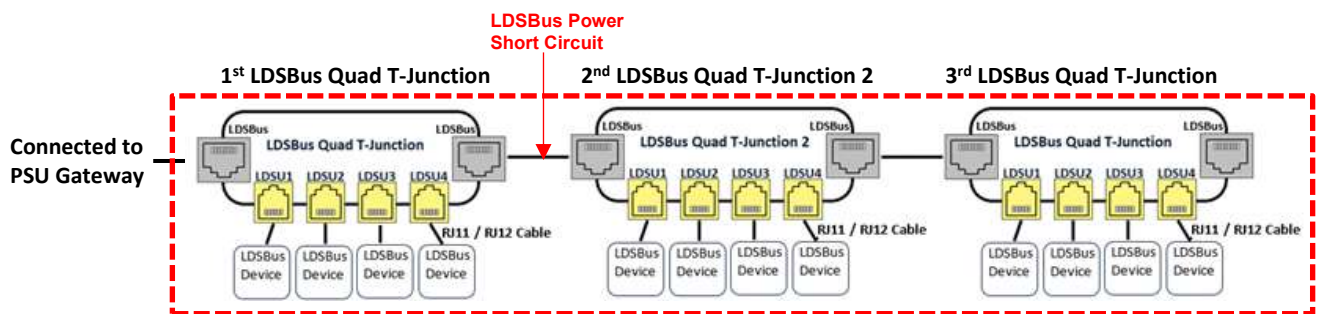 LDSBus Power
Short Circuit
1st LDSBus Quad T-Junction
2nd LDSBus Quad T-Junction 2
3rd LDSBus Quad T-Junction
Connected to
PSU Gateway
LDSBus
LDSBus Quad T-Junction
LDSBus
LDSU1 LDSU2 LDSU3 LDSU4
RJ11 / RJ12 Cable
LDSBus
Device
LDSBus
Device
LDSBus
Device
LDSBus
Device
LDSBus
LDSBus Quad T-Junction 2
LDSBus
LDSU1 LDSU2 LDSU3 LDSU4
RJ11 / RJ12 Cable
LDSBus
Device
LDSBus
Device
LDSBus
Device
LDSBus
Device
LDSBus
LDSBus Quad T-Junction
LDSBus
LDSU1 LDSU2 LDSU3 LDSU4
RJ11 / RJ12 Cable
LDSBus
Device
LDSBus
Device
LDSBus
Device
LDSBus
Device